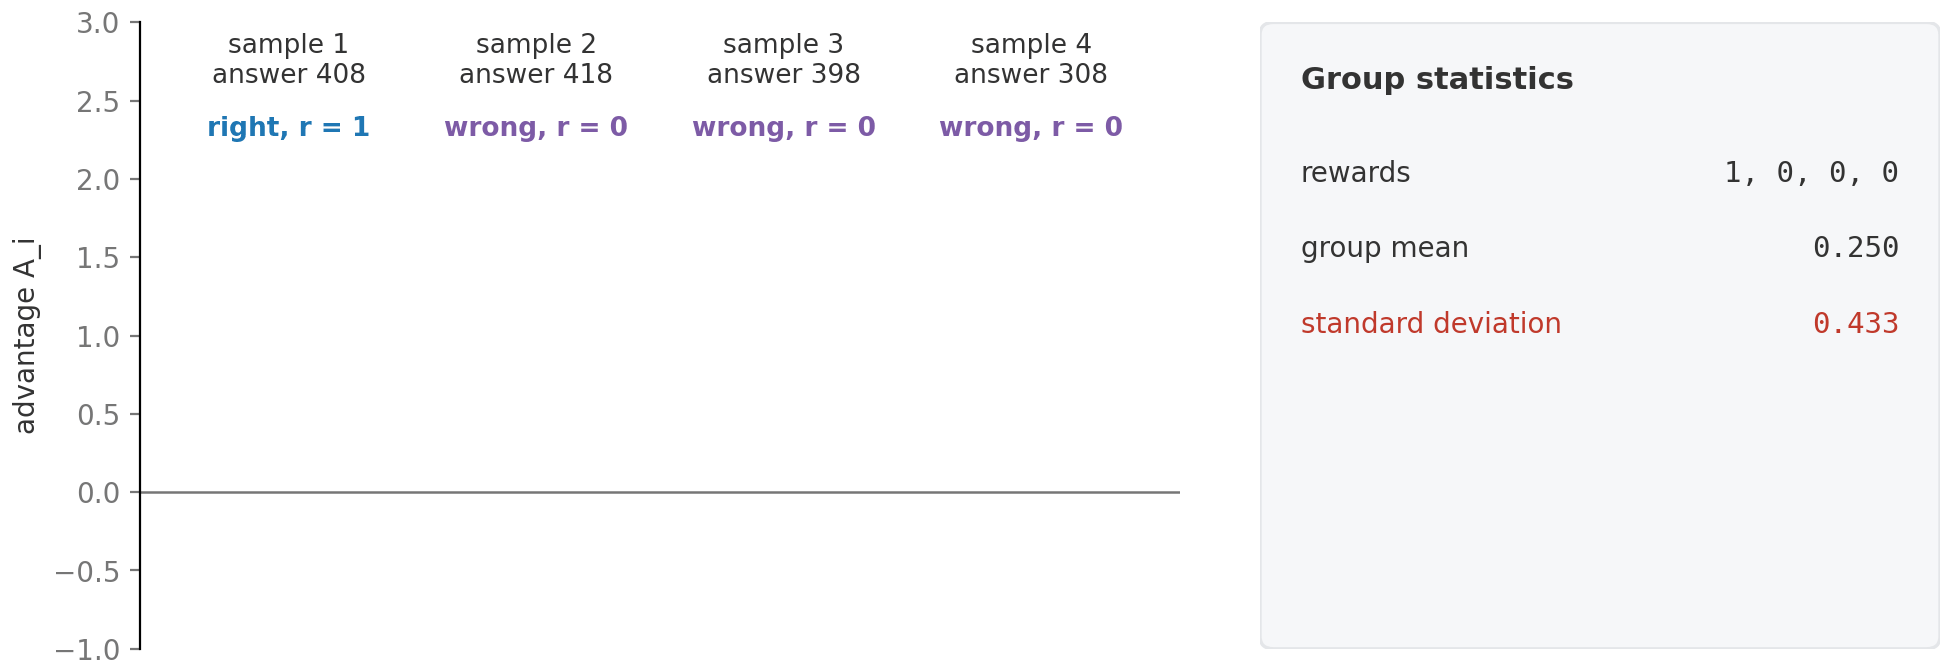 3.0
2.5
2.0
1.5
1.0
0.5
0.0
−0.5
−1.0
advantage A_i
sample 1
answer 408
right, r = 1
sample 2
answer 418
wrong, r = 0
sample 3
answer 398
wrong, r = 0
sample 4
answer 308
wrong, r = 0
Group statistics
rewards 1, 0, 0, 0
group mean 0.250
standard deviation 0.433